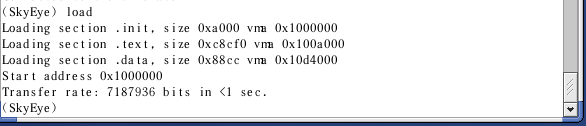 (SkyEye) load
Loading section .init, size 0xa000 vma 0x1000000
Loading section .text, size 0xc8cf0 vma 0x100a000
Loading section .data, size 0x88cc vma 0x10d4000
Start address 0x1000000
Transfer rate: 7187936 bits in <1 sec.
(SkyEye)